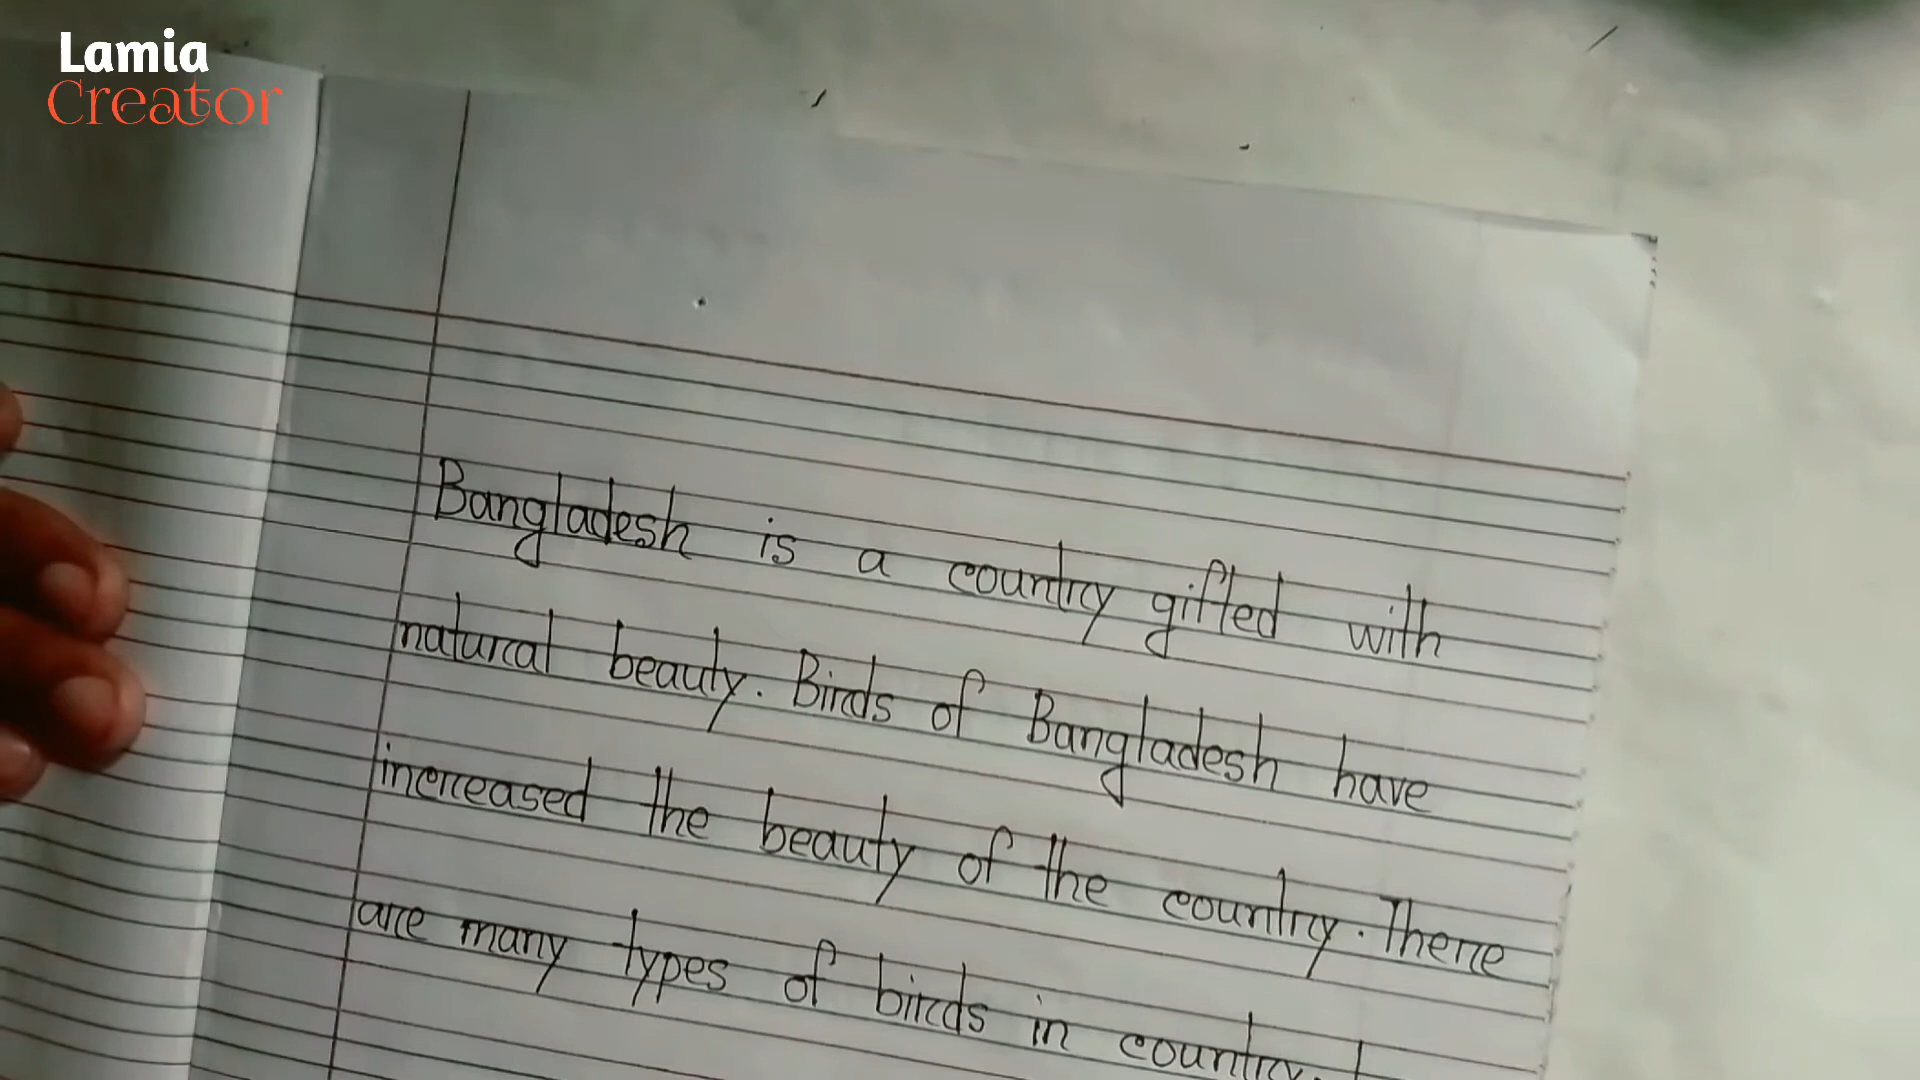 Lamia
Creator
Bangladesh is a country gifted with
natural beauty. Birds of Bangladesh have
increased the beauty of the country. There
are many types of birds in country.